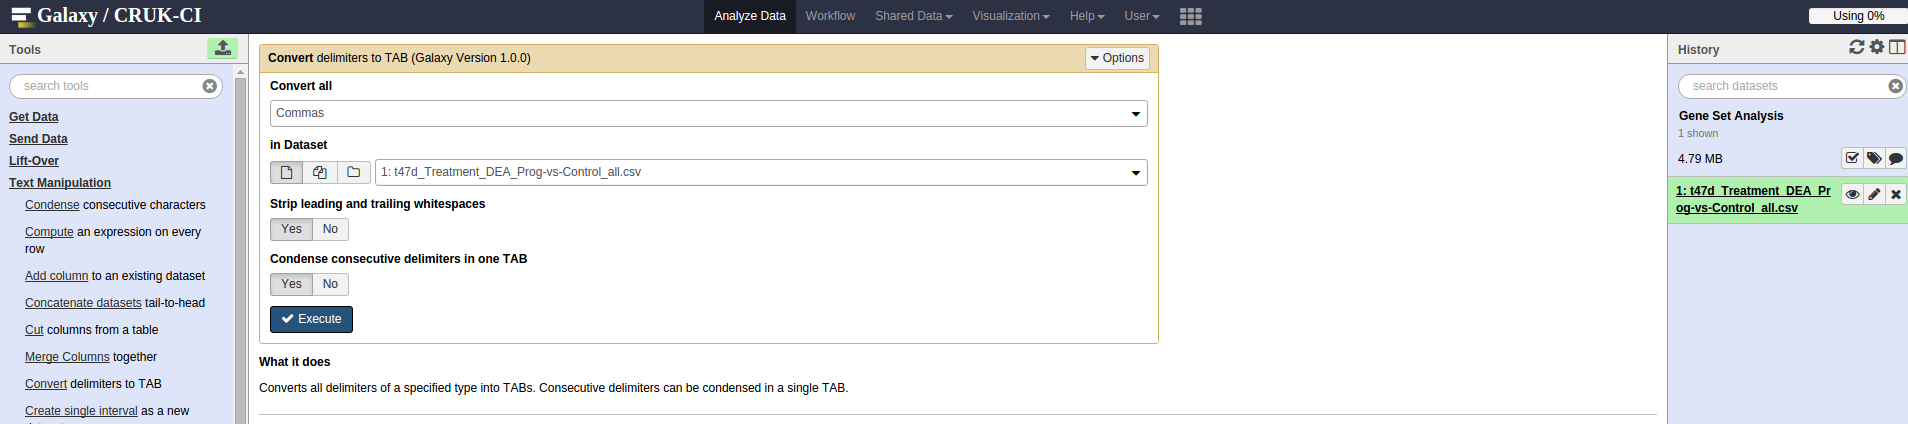 Galaxy / CRUK-CI
Analyze Data Workflow Shared Data Visualization Help User
Using 0%
Tools
search tools
Get Data
Send Data
Lift-Over
Text Manipulation
Condense consecutive characters
Compute an expression on every
row
Add column to an existing dataset
Concatenate datasets tail-to-head
Cut columns from a table
Merge Columns together
Convert delimiters to TAB
Create single interval as a new
Convert delimiters to TAB (Galaxy Version 1.0.0)
Options
Convert all
Commas
in Dataset
1: t47d_Treatment_DEA_Prog-vs-Control_all.csv
Strip leading and trailing whitespaces
Yes No
Condense consecutive delimiters in one TAB
Yes No
Execute
What it does
Converts all delimiters of a specified type into TABs. Consecutive delimiters can be condensed in a single TAB.
History
search datasets
Gene Set Analysis
1 shown
4.79 MB
1: t47d_Treatment_DEA_Pr
og-vs-Control_all.csv